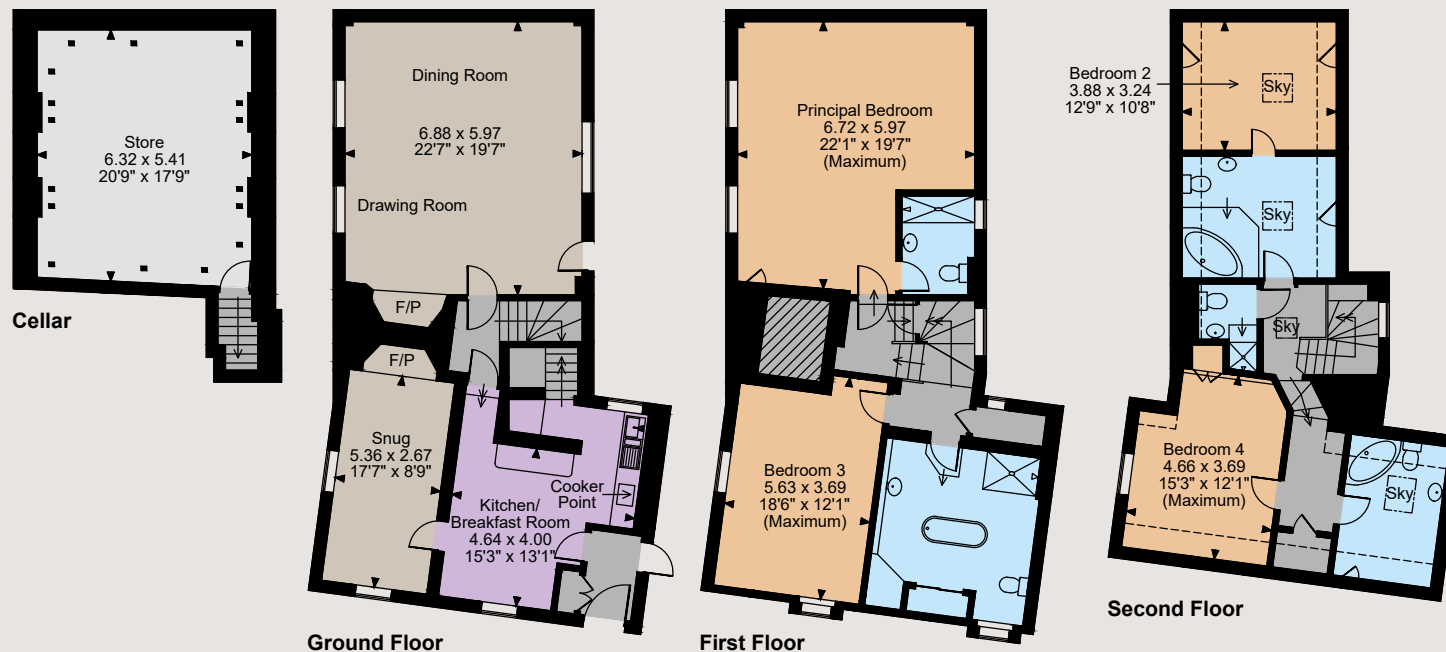 Store
6.32 x 5.41
20'9" x 17'9"
Cellar
Dining Room
6.88 x 5.97
22'7" x 19'7"
Drawing Room
F/P
F/P
Snug
5.36 x 2.67
17'7" x 8'9"
Cooker
Point
Kitchen/
Breakfast Room
4.64 x 4.00
15'3" x 13'1"
Ground Floor
Principal Bedroom
6.72 x 5.97
22'1" x 19'7"
(Maximum)
Bedroom 3
5.63 x 3.69
18'6" x 12'1"
(Maximum)
First Floor
Bedroom 2
3.88 x 3.24
12'9" x 10'8"
Sky
Sky
Sky
Bedroom 4
4.66 x 3.69
15'3" x 12'1"
(Maximum)
Sky
Second Floor